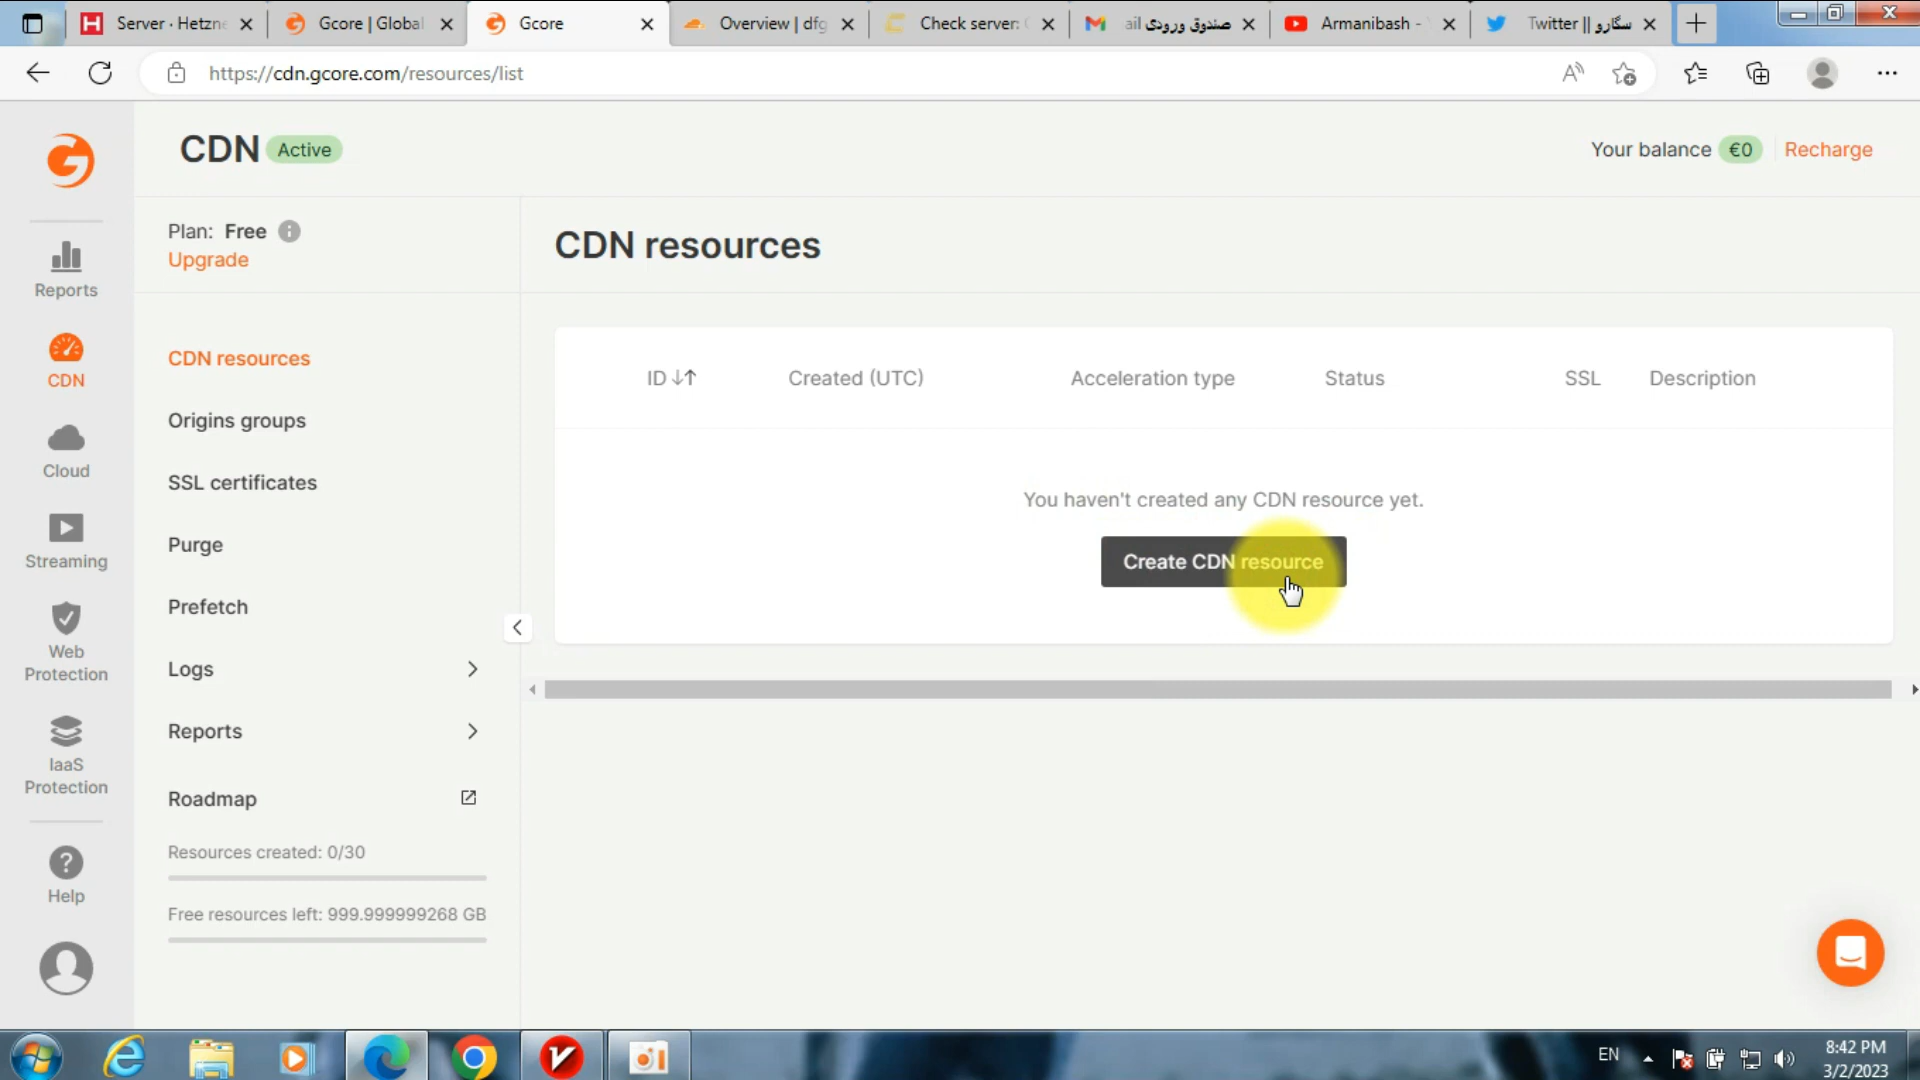 Server · Hetzne
Gcore | Global
Gcore
Overview | dfg
Check server: (
صندوق ورودی ail
Armanibash -
سگارو || Twitter
https://cdn.gcore.com/resources/list
CDN Active
Your balance €0 Recharge
Plan: Free
Upgrade
CDN resources
Reports
CDN
Cloud
Streaming
Web
Protection
IaaS
Protection
Help
CDN resources
Origins groups
SSL certificates
Purge
Prefetch
Logs
Reports
Roadmap
Resources created: 0/30
Free resources left: 999.999999268 GB
ID Created (UTC) Acceleration type Status SSL Description
You haven't created any CDN resource yet.
Create CDN resource
EN
8:42 PM
3/2/2023